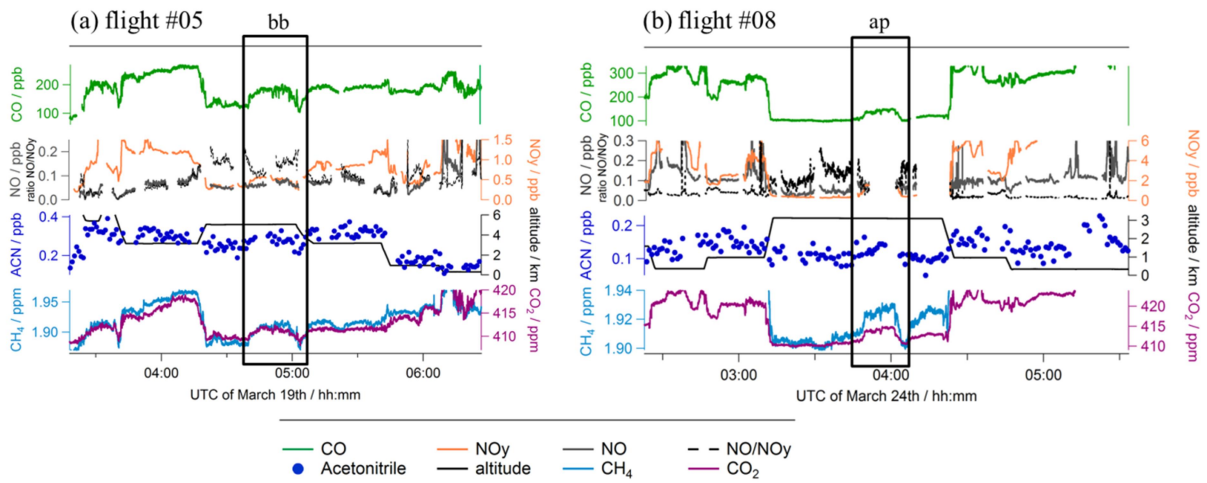 (a) flight #05
bb
CO / ppb
200
100
NO / ppb
ratio NO/NOy
0.2
0.1
0.0
1.5
1.0
0.5
0.0
NOy / ppb
ACN / ppb
0.4
0.2
6
4
2
0
altitude / km
CH4 / ppm
1.95
1.90
420
415
410
CO2 / ppm
04:00
05:00
06:00
UTC of March 19th / hh:mm
(b) flight #08
ap
CO / ppb
300
200
100
NO / ppb
ratio NO/NOy
0.3
0.2
0.1
0.0
6
4
2
0
NOy / ppb
ACN / ppb
0.2
0.1
3
2
1
0
altitude / km
CH4 / ppm
1.94
1.92
1.90
420
415
410
CO2 / ppm
03:00
04:00
05:00
UTC of March 24th / hh:mm
CO NOy NO NO/NOy
Acetonitrile altitude CH4 CO2